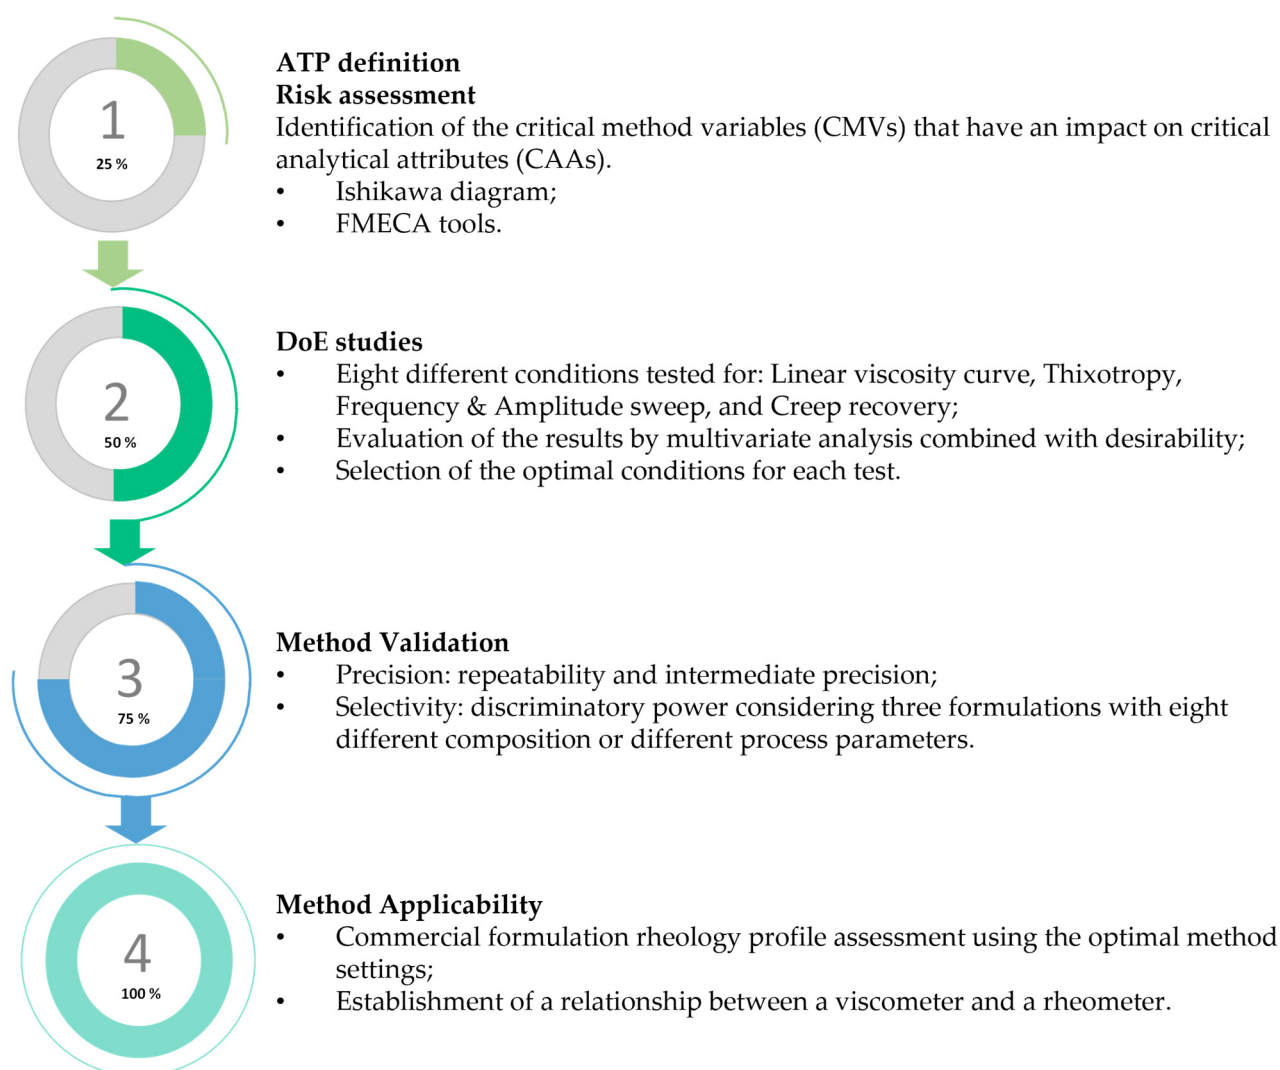 1
25 %
ATP definition
Risk assessment
Identification of the critical method variables (CMVs) that have an impact on critical
analytical attributes (CAAs).
• Ishikawa diagram;
• FMECA tools.
2
50 %
DoE studies
• Eight different conditions tested for: Linear viscosity curve, Thixotropy,
Frequency & Amplitude sweep, and Creep recovery;
• Evaluation of the results by multivariate analysis combined with desirability;
• Selection of the optimal conditions for each test.
3
75 %
Method Validation
• Precision: repeatability and intermediate precision;
• Selectivity: discriminatory power considering three formulations with eight
different composition or different process parameters.
4
100 %
Method Applicability
• Commercial formulation rheology profile assessment using the optimal method
settings;
• Establishment of a relationship between a viscometer and a rheometer.